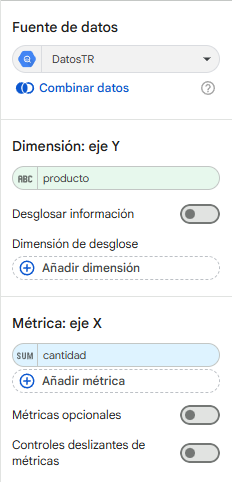 Fuente de datos
DatosTR
Combinar datos
Dimensión: eje Y
ABC producto
Desglosar información
Dimensión de desglose
Añadir dimensión
Métrica: eje X
SUM cantidad
Añadir métrica
Métricas opcionales
Controles deslizantes de
métricas